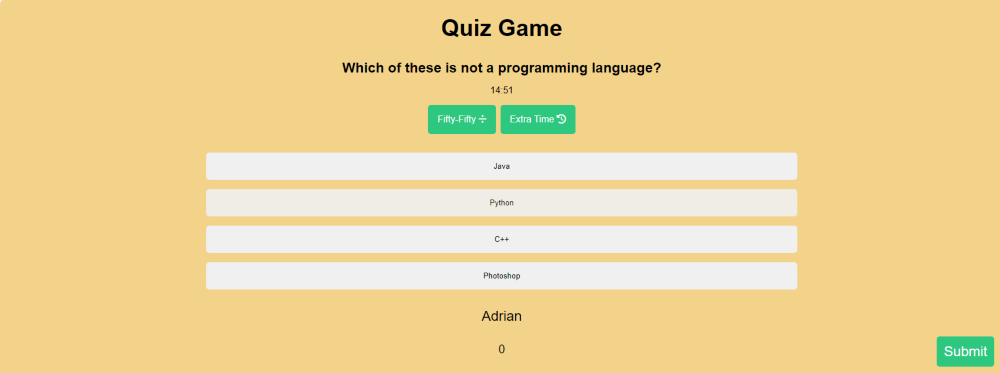 Quiz Game
Which of these is not a programming language?
14:51
Fifty-Fifty ÷ Extra Time
Java
Python
C++
Photoshop
Adrian
0
Submit